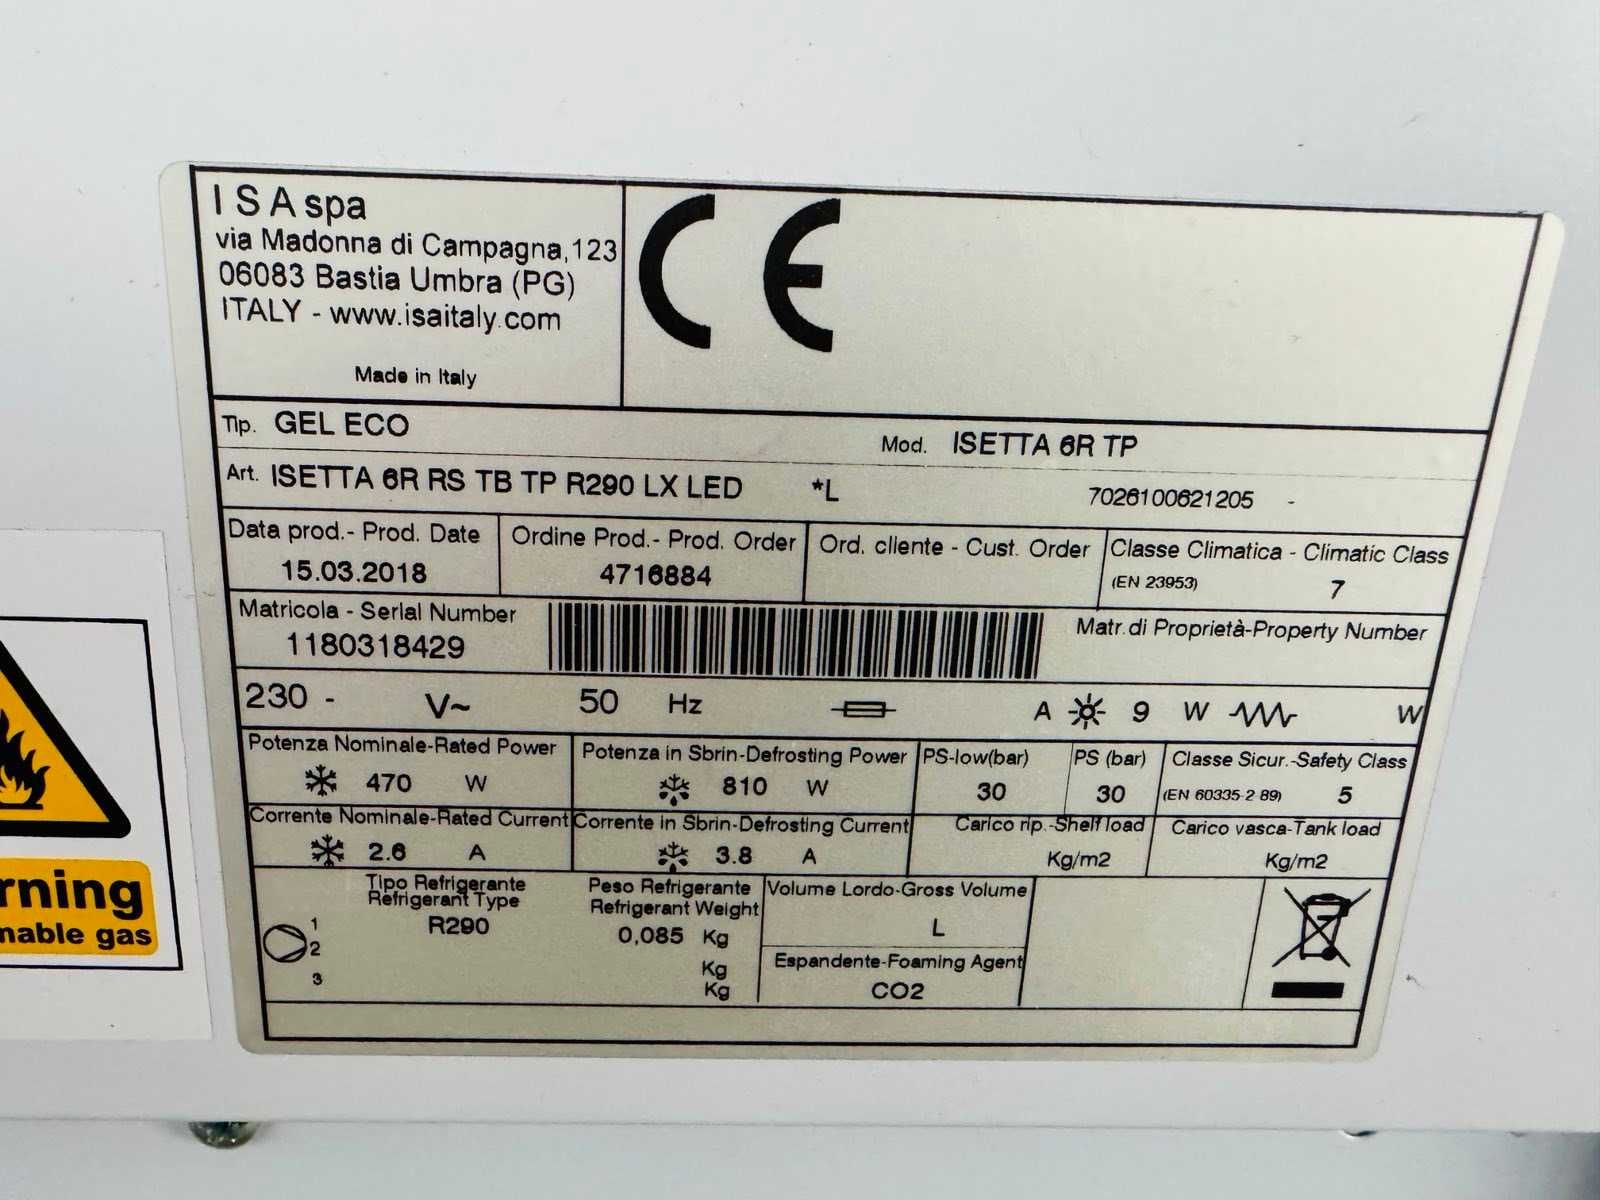 I S A spa
via Madonna di Campagna,123
06083 Bastia Umbra (PG)
ITALY - www.isaitaly.com
Made in Italy
CE
Tip. GEL ECO
Mod. ISETTA 6R TP
Art. ISETTA 6R RS TB TP R290 LX LED *L 7026100621205 -
Data prod.- Prod. Date
15.03.2018
Ordine Prod.- Prod. Order
4716884
Ord. cliente - Cust. Order
Classe Climatica - Climatic Class
(EN 23953) 7
Matricola - Serial Number
1180318429
Matr.di Proprietà-Property Number
230 - V~ 50 Hz A 9 W W
Potenza Nominale-Rated Power
470 W
Potenza in Sbrin-Defrosting Power
810 W
PS-low(bar)
30
PS (bar)
30
Classe Sicur.-Safety Class
(EN 60335-2-89) 5
Corrente Nominale-Rated Current
2.6 A
Corrente in Sbrin-Defrosting Current
3.8 A
Carico rip.-Shelf load
Kg/m2
Carico vasca-Tank load
Kg/m2
Tipo Refrigerante
Refrigerant Type
R290
Peso Refrigerante
Refrigerant Weight
1
0,085 Kg
2
Kg
3
Kg
Volume Lordo-Gross Volume
L
Espandente-Foaming Agent
CO2
rning
mable gas